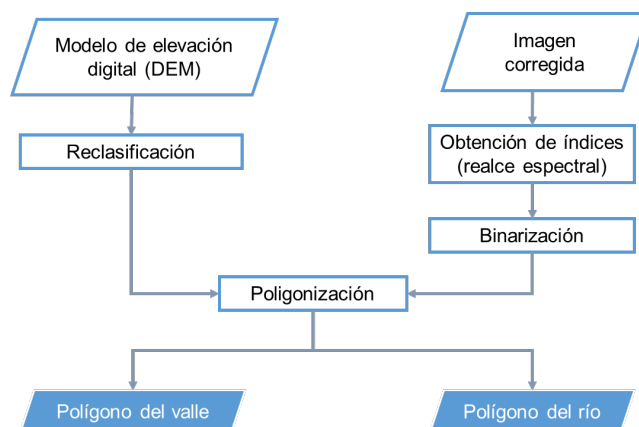 Modelo de elevación
digital (DEM)
Imagen
corregida
Reclasificación
Obtención de índices
(realce espectral)
Binarización
Poligonización
Polígono del valle
Polígono del río